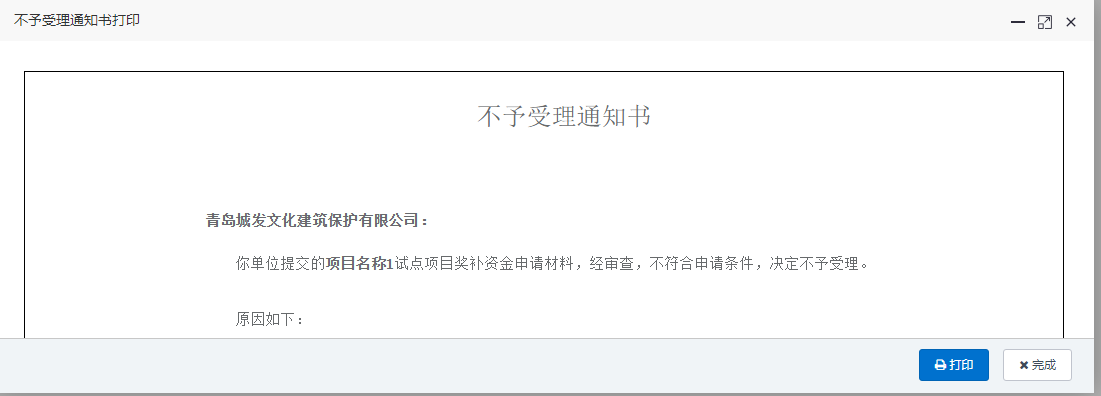 不予受理通知书打印
不予受理通知书
青岛城发文化建筑保护有限公司：
你单位提交的项目名称1试点项目奖补资金申请材料，经审查，不符合申请条件，决定不予受理。
原因如下：
打印
完成